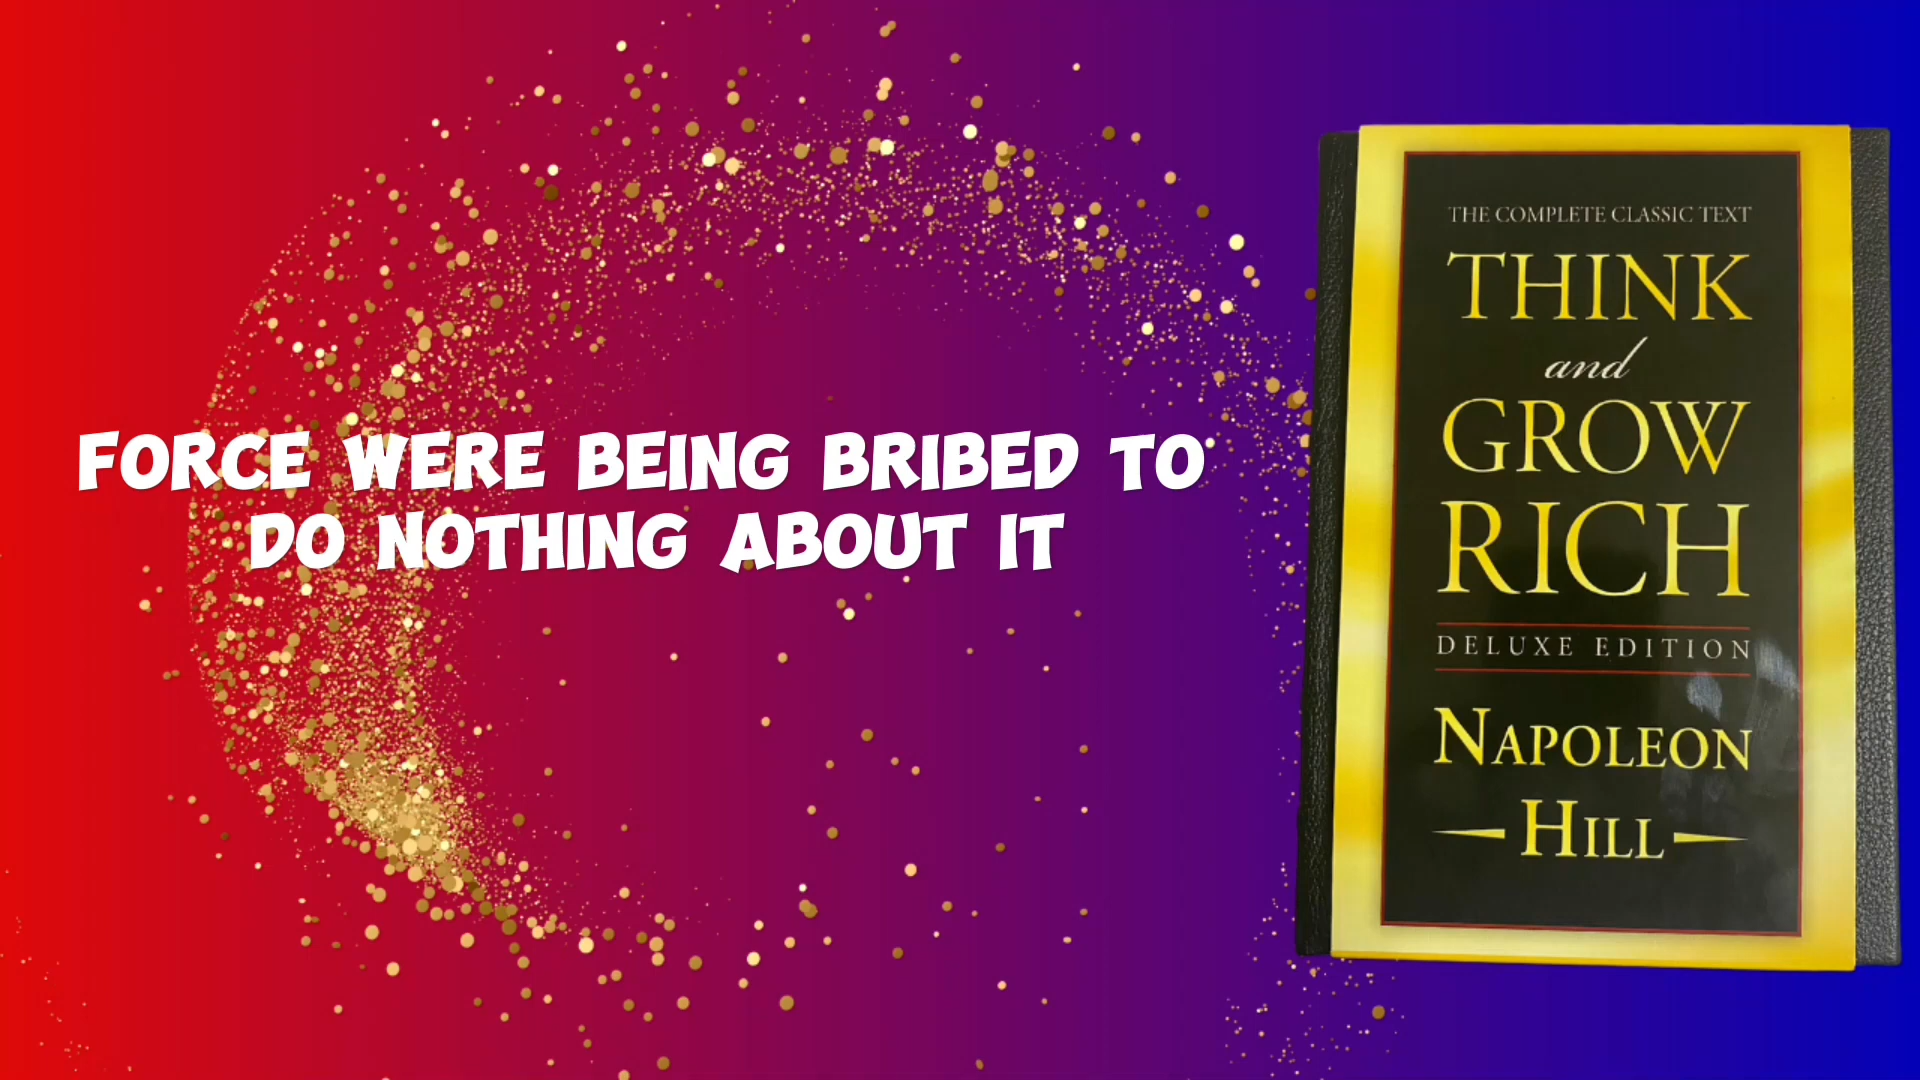 FORCE WERE BEING BRIBED TO
DO NOTHING ABOUT IT
THE COMPLETE CLASSIC TEXT
THINK
and
GROW
RICH
DELUXE EDITION
NAPOLEON
HILL